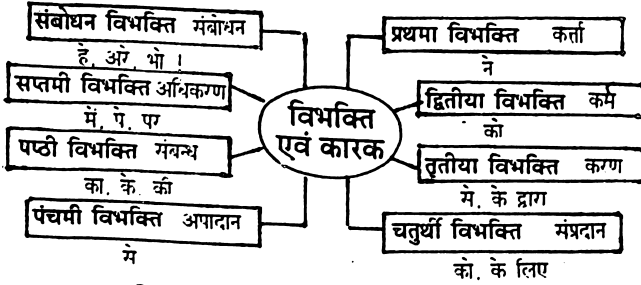 संबोधन विभक्ति संबोधन
हे, अरे, भो !
सप्तमी विभक्ति अधिकरण
में, पे, पर
षष्ठी विभक्ति संबन्ध
का. के. की
पंचमी विभक्ति अपादान
से
विभक्ति
एवं कारक
प्रथमा विभक्ति कर्त्ता
ने
द्वितीया विभक्ति कर्म
को
तृतीया विभक्ति करण
से. के द्वारा
चतुर्थी विभक्ति संप्रदान
को. के लिए